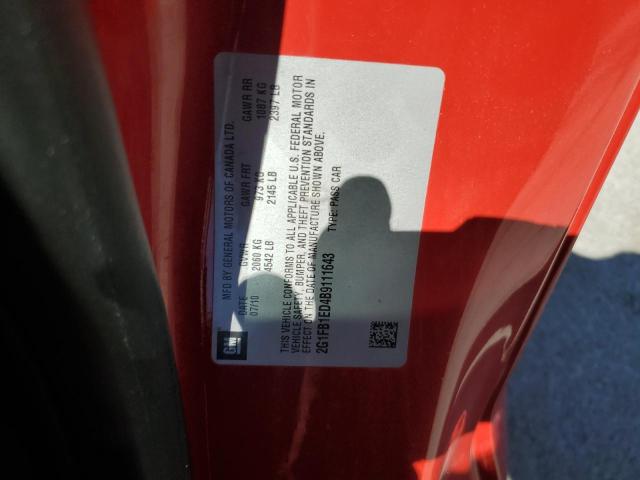 GM
MFD BY GENERAL MOTORS OF CANADA LTD.
DATE GVWR GAWR FRT GAWR RR
07/10 2060 KG 973 KG 1087 KG
4542 LB 2145 LB 2397 LB
THIS VEHICLE CONFORMS TO ALL APPLICABLE U.S. FEDERAL MOTOR
VEHICLE SAFETY, BUMPER, AND THEFT PREVENTION STANDARDS IN
EFFECT ON THE DATE OF MANUFACTURE SHOWN ABOVE.
2G1FB1ED4B9111643 TYPE: PASS CAR